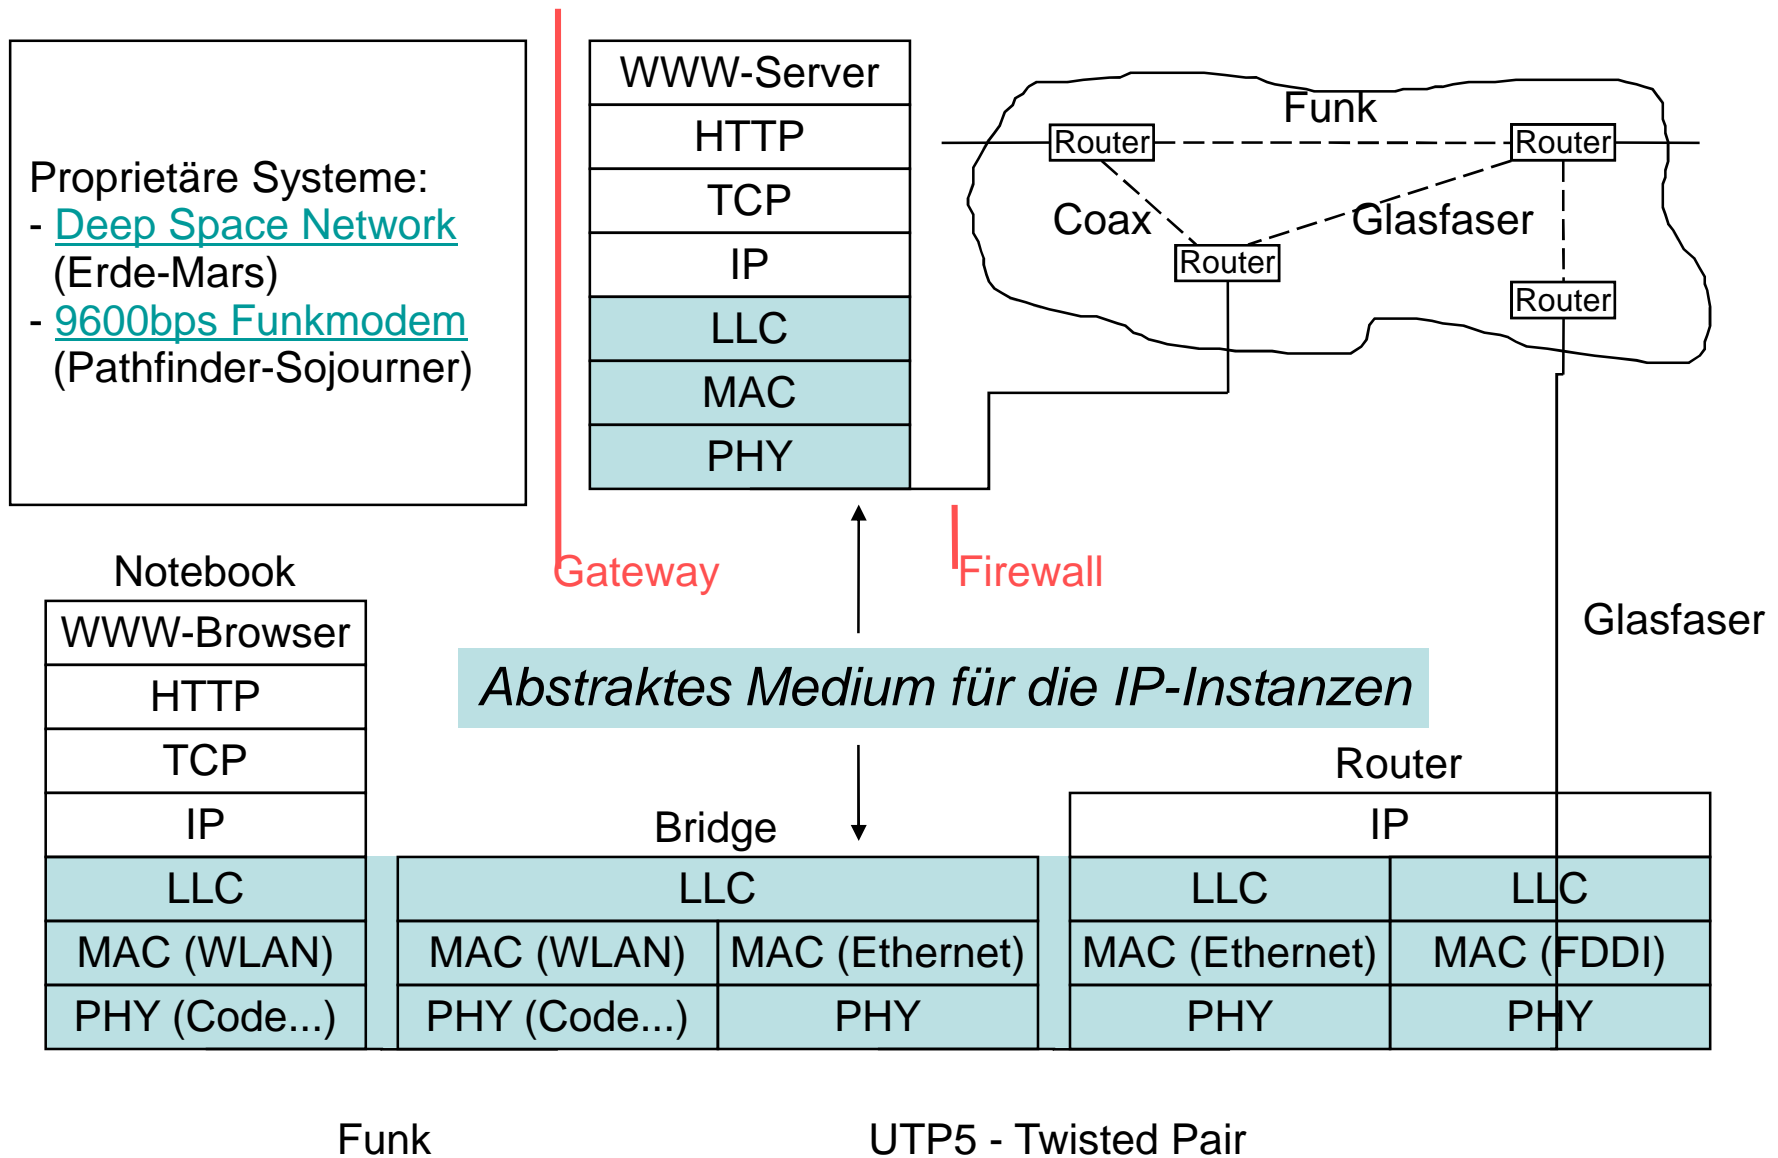 Proprietäre Systeme:
- Deep Space Network
(Erde-Mars)
- 9600bps Funkmodem
(Pathfinder-Sojourner)
WWW-Server
HTTP
TCP
IP
LLC
MAC
PHY
Funk
Router
Router
Coax
Glasfaser
Router
Router
Gateway
Firewall
Glasfaser
Notebook
WWW-Browser
HTTP
TCP
IP
LLC
MAC (WLAN)
PHY (Code...)
Abstraktes Medium für die IP-Instanzen
Bridge
LLC
MAC (WLAN)
MAC (Ethernet)
PHY (Code...)
PHY
Router
IP
LLC
LLC
MAC (Ethernet)
MAC (FDDI)
PHY
PHY
Funk
UTP5 - Twisted Pair